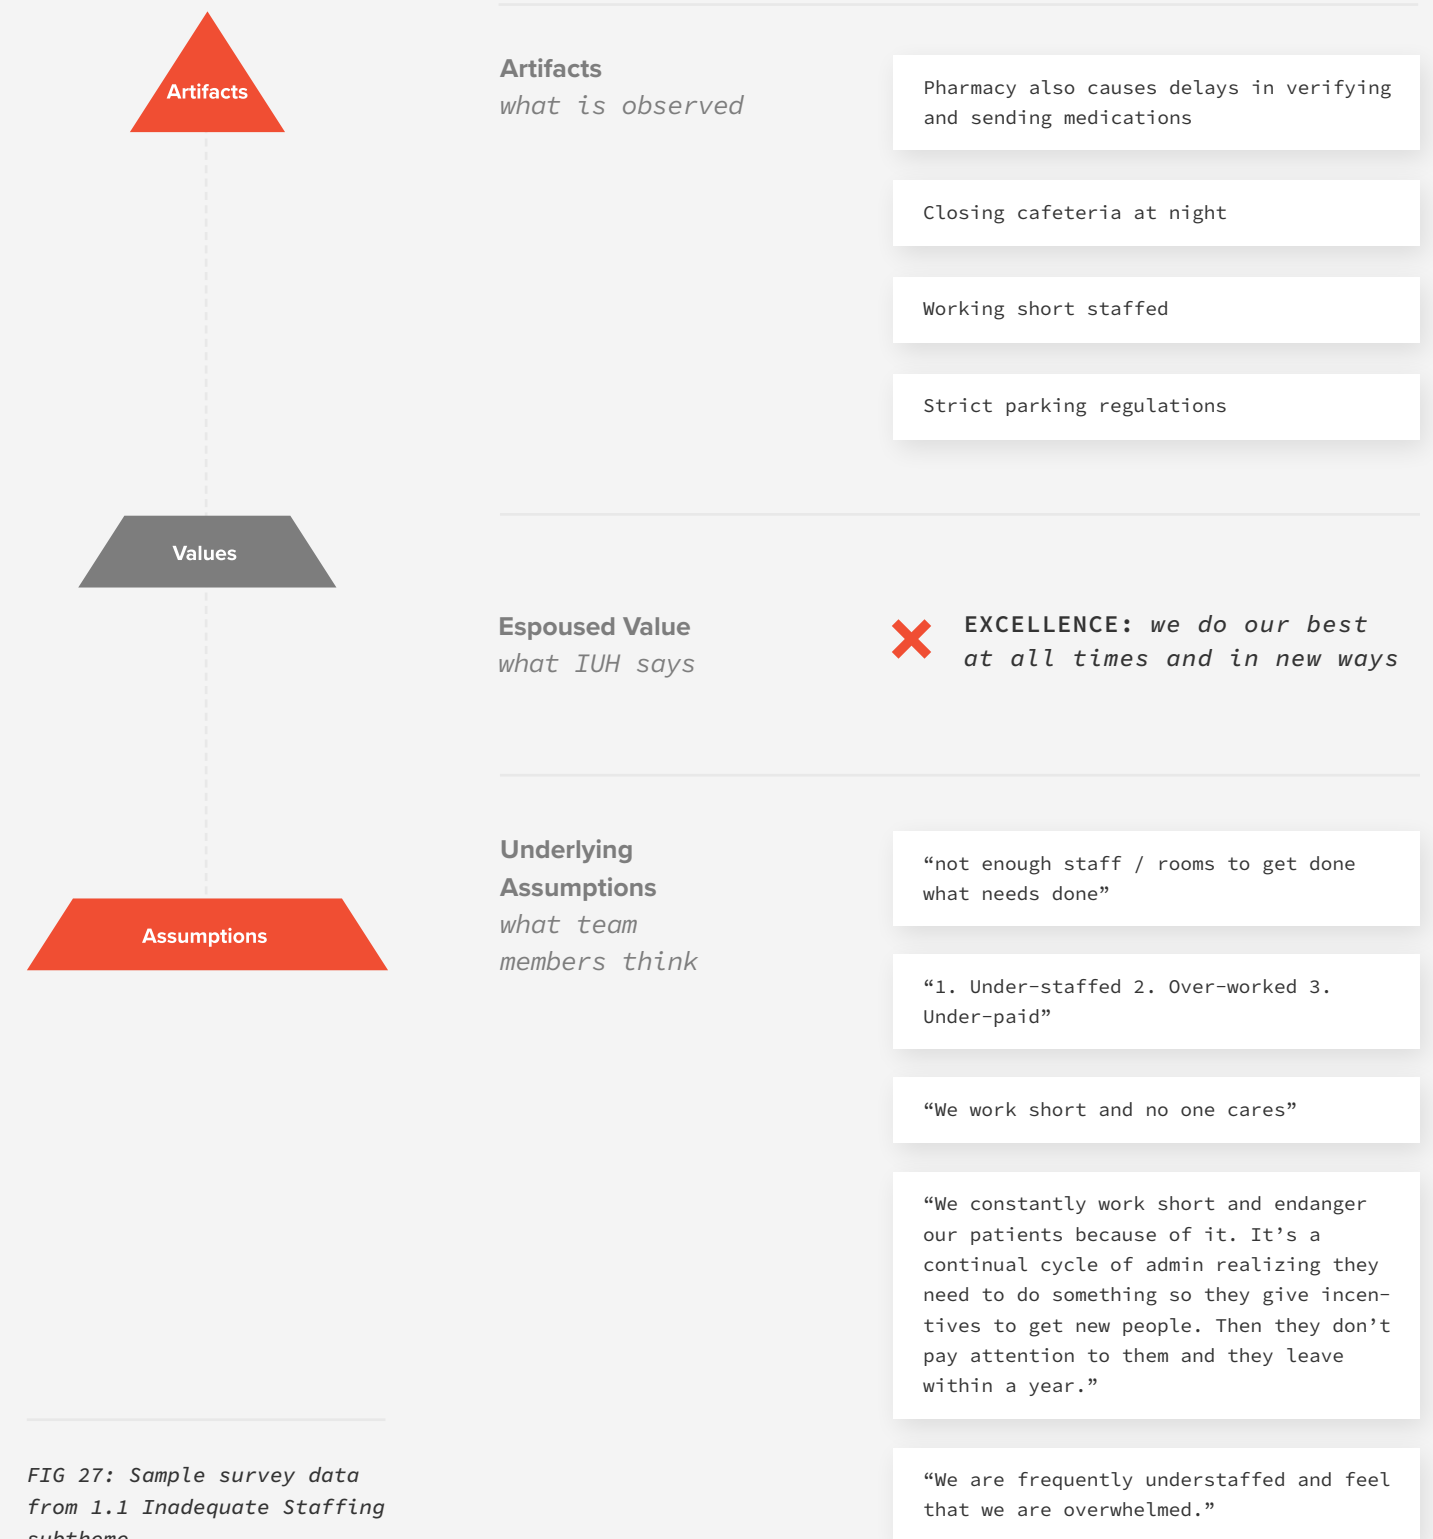 Artifacts
Artifacts
what is observed
Pharmacy also causes delays in verifying
and sending medications
Closing cafeteria at night
Working short staffed
Strict parking regulations
Values
Espoused Value
what IUH says
EXCELLENCE: we do our best
at all times and in new ways
Assumptions
Underlying
Assumptions
what team
members think
“not enough staff / rooms to get done
what needs done”
“1. Under-staffed 2. Over-worked 3.
Under-paid”
“We work short and no one cares”
“We constantly work short and endanger
our patients because of it. It’s a
continual cycle of admin realizing they
need to do something so they give incen-
tives to get new people. Then they don’t
pay attention to them and they leave
within a year.”
“We are frequently understaffed and feel
that we are overwhelmed.”
FIG 27: Sample survey data
from 1.1 Inadequate Staffing
subtheme